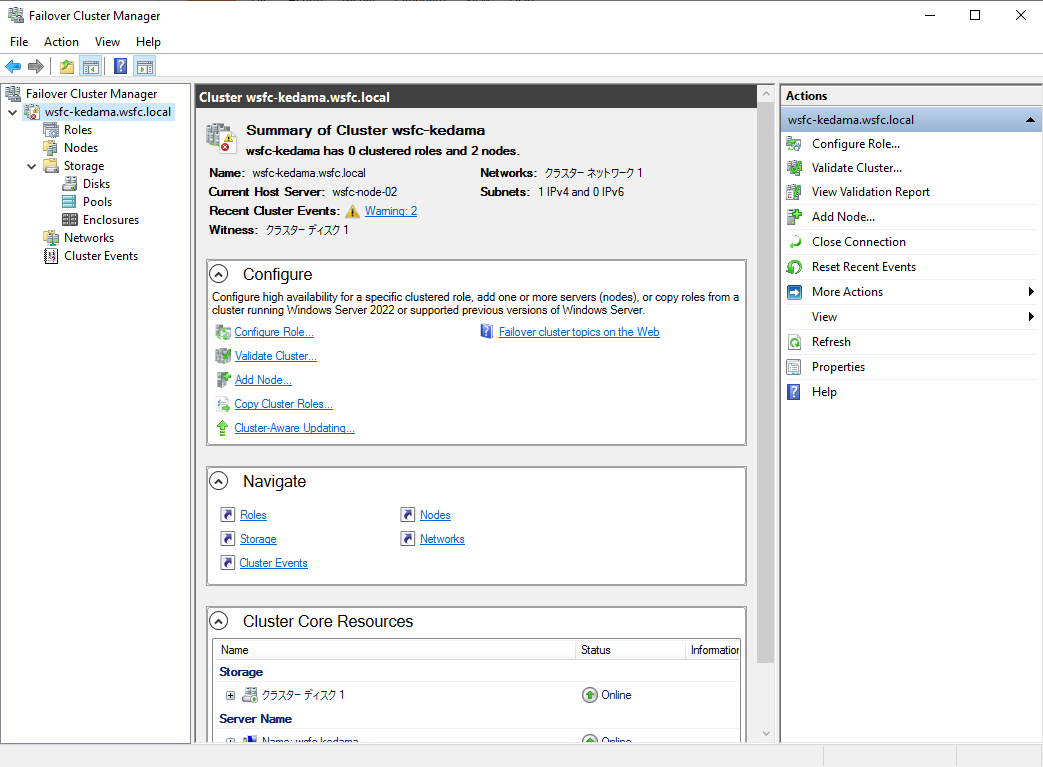 Failover Cluster Manager
File Action View Help
Failover Cluster Manager
wsfc-kedama.wsfc.local
Roles
Nodes
Storage
Disks
Pools
Enclosures
Networks
Cluster Events
Cluster wsfc-kedama.wsfc.local
Summary of Cluster wsfc-kedama
wsfc-kedama has 0 clustered roles and 2 nodes.
Name: wsfc-kedama.wsfc.local
Networks: クラスター ネットワーク 1
Current Host Server: wsfc-node-02
Subnets: 1 IPv4 and 0 IPv6
Recent Cluster Events: Warning: 2
Witness: クラスター ディスク 1
Configure
Configure high availability for a specific clustered role, add one or more servers (nodes), or copy roles from a
cluster running Windows Server 2022 or supported previous versions of Windows Server.
Configure Role...
Failover cluster topics on the Web
Validate Cluster...
Add Node...
Copy Cluster Roles...
Cluster-Aware Updating...
Navigate
Roles
Nodes
Storage
Networks
Cluster Events
Cluster Core Resources
Name Status Information
Storage
クラスター ディスク 1 Online
Server Name
Name: wsfc-kedama Online
Actions
wsfc-kedama.wsfc.local
Configure Role...
Validate Cluster...
View Validation Report
Add Node...
Close Connection
Reset Recent Events
More Actions
View
Refresh
Properties
Help